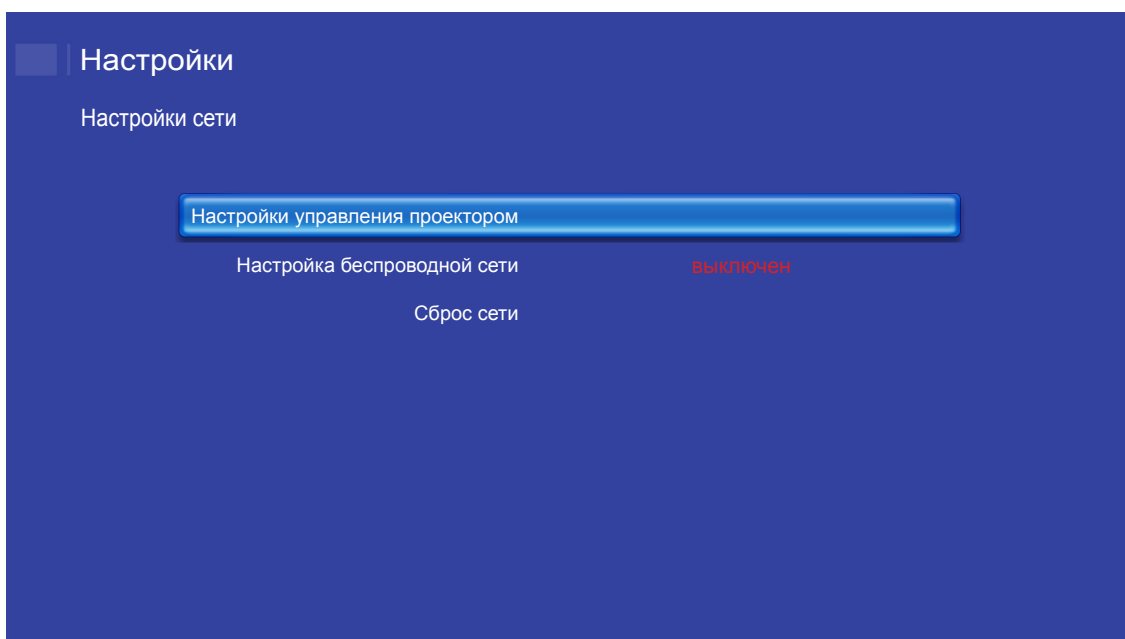 Настройки
Настройки сети
Настройки управления проектором
Настройка беспроводной сети выключен
Сброс сети